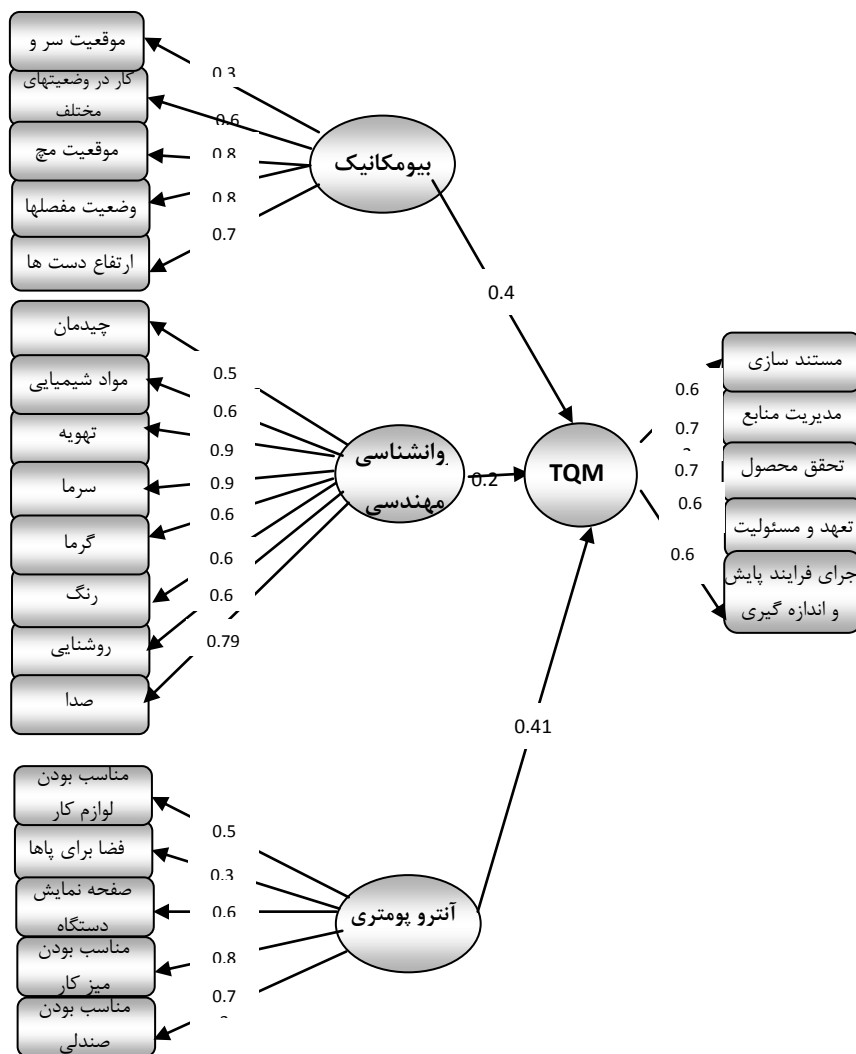 موقعیت سر و
0.3
کار در وضعیتهای
مختلف
0.6
موقعیت مچ
0.8
وضعیت مفصلها
0.8
ارتفاع دست ها
0.7
بیومکانیک
0.4
چیدمان
0.5
مواد شیمیایی
0.6
تهویه
0.9
سرما
0.9
گرما
0.6
رنگ
0.6
روشنایی
0.6
صدا
0.79
وانشناسی
مهندسی
0.2
TQM
مستند سازی
0.6
مدیریت منابع
0.7
تحقق محصول
0.7
تعهد و مسئولیت
0.6
جرای فرایند پایش
و اندازه گیری
0.6
0.41
مناسب بودن
لوازم کار
0.5
فضا برای پاها
0.3
صفحه نمایش
دستگاه
0.6
مناسب بودن
میز کار
0.8
مناسب بودن
صندلی
0.7
آنترو پومتری